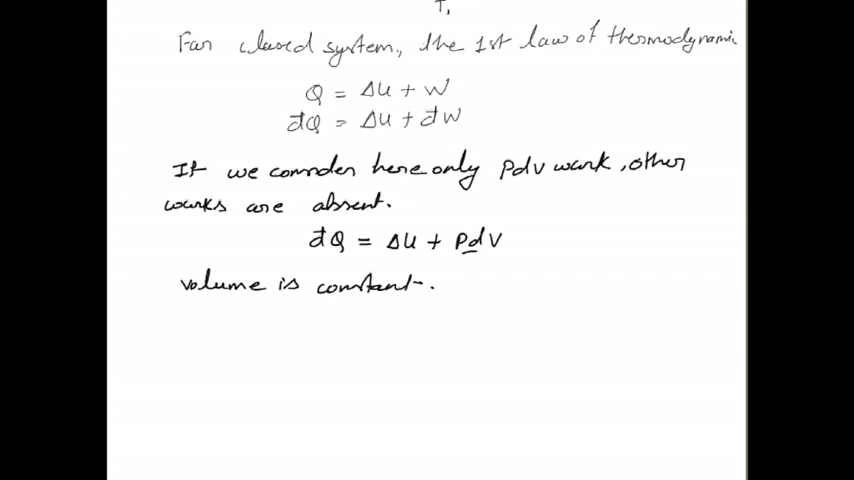 T₁
For closed system, the 1st law of thermodynamic
Q = ΔU + W
đQ = ΔU + đW
If we consider here only PdV work, other
works are absent.
đQ = ΔU + PdV
volume is constant.